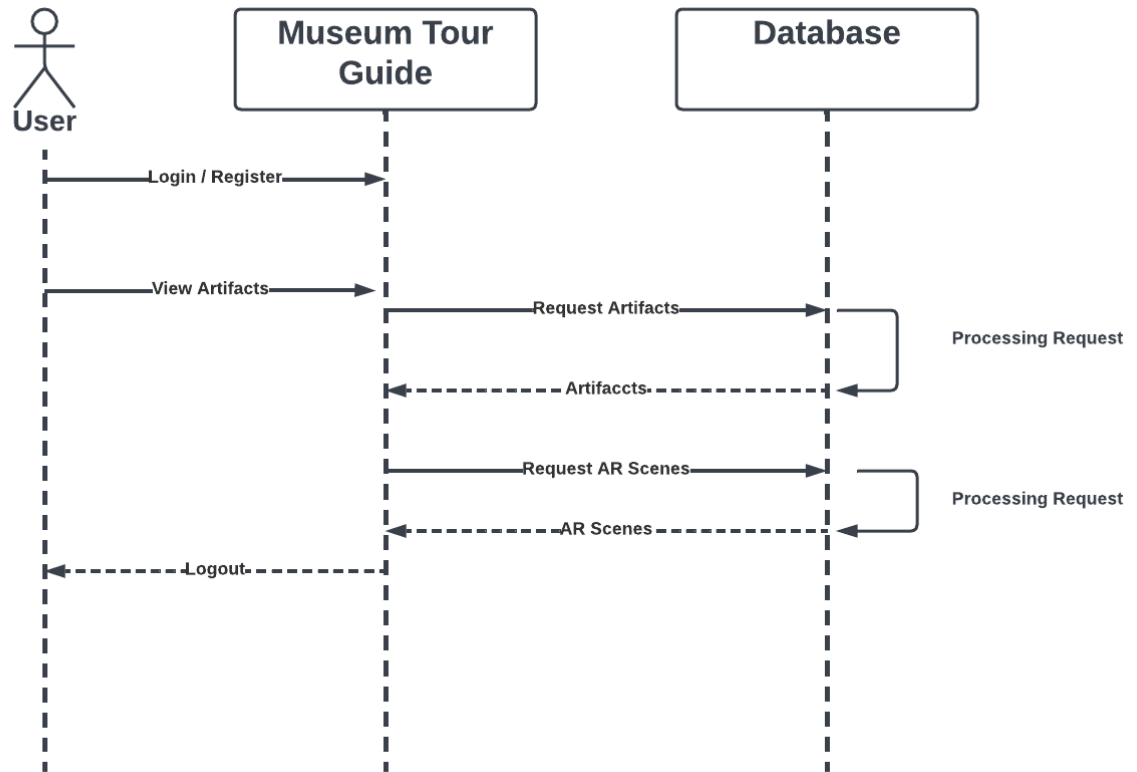 Museum Tour
Guide
Database
User
Login / Register
View Artifacts
Request Artifacts
Processing Request
Artifaccts
Request AR Scenes
Processing Request
AR Scenes
Logout